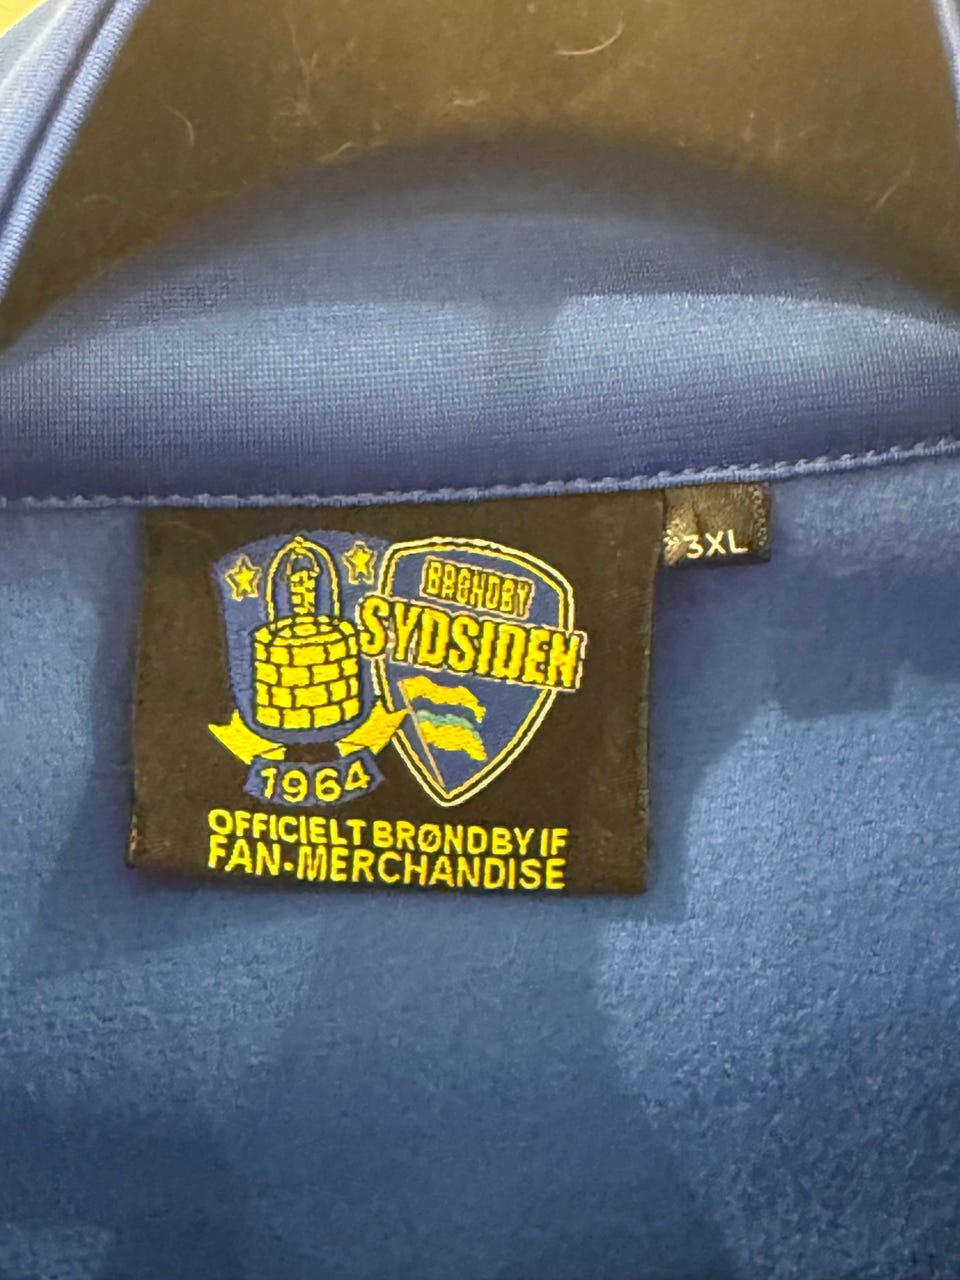 BRØNDBY
SYDSIDEN
1964
OFFICIELT BRØNDBY IF
FAN-MERCHANDISE
3XL